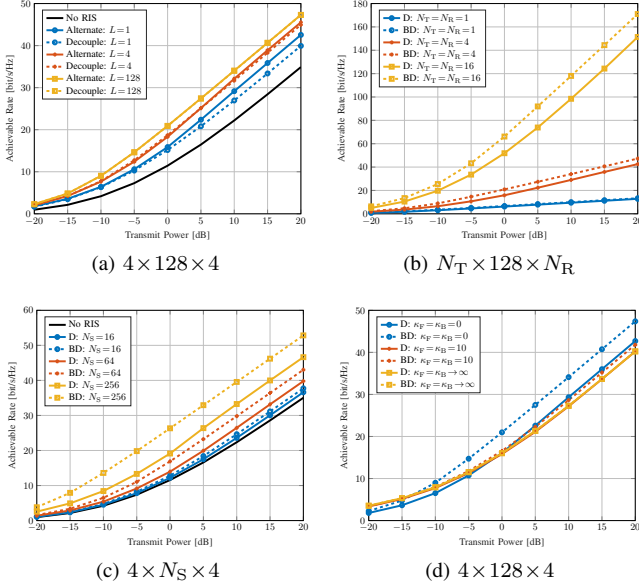 50
40
30
20
10
0
−20 −15 −10 −5 0 5 10 15 20
Transmit Power [dB]
Achievable Rate [bit/s/Hz]
No RIS
Alternate: L=1
Decouple: L=1
Alternate: L=4
Decouple: L=4
Alternate: L=128
Decouple: L=128
(a) 4×128×4
180
160
140
120
100
80
60
40
20
0
−20 −15 −10 −5 0 5 10 15 20
Transmit Power [dB]
Achievable Rate [bit/s/Hz]
D: N_T=N_R=1
BD: N_T=N_R=1
D: N_T=N_R=4
BD: N_T=N_R=4
D: N_T=N_R=16
BD: N_T=N_R=16
(b) N_T×128×N_R
60
50
40
30
20
10
0
−20 −15 −10 −5 0 5 10 15 20
Transmit Power [dB]
Achievable Rate [bit/s/Hz]
No RIS
D: N_S=16
BD: N_S=16
D: N_S=64
BD: N_S=64
D: N_S=256
BD: N_S=256
(c) 4×N_S×4
50
40
30
20
10
0
−20 −15 −10 −5 0 5 10 15 20
Transmit Power [dB]
Achievable Rate [bit/s/Hz]
D: κ_F=κ_B=0
BD: κ_F=κ_B=0
D: κ_F=κ_B=10
BD: κ_F=κ_B=10
D: κ_F=κ_B→∞
BD: κ_F=κ_B→∞
(d) 4×128×4